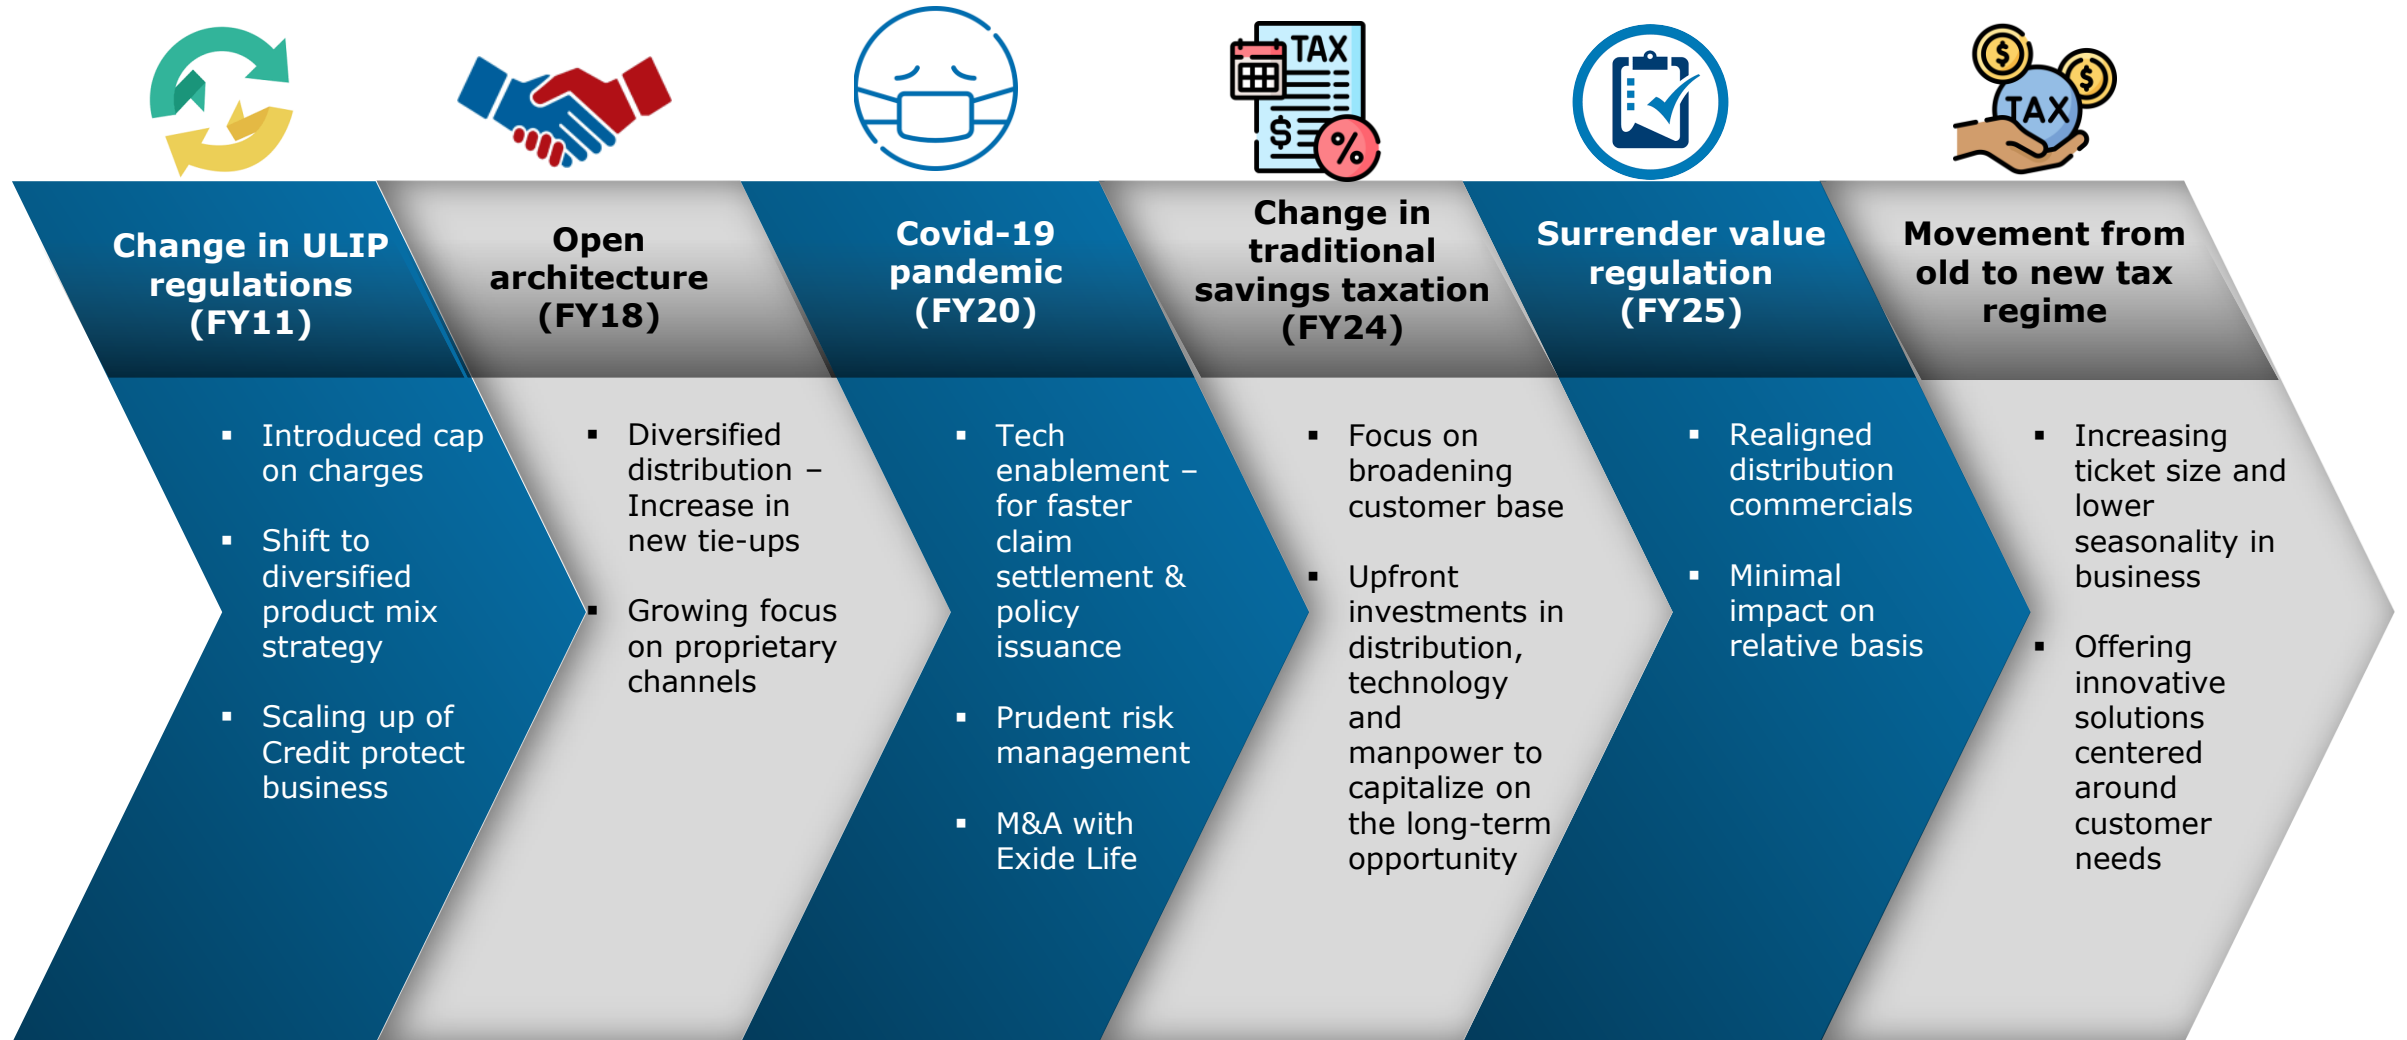 TAX
$
%
$
$
TAX
Change in ULIP
regulations
(FY11)
▪ Introduced cap
on charges
▪ Shift to
diversified
product mix
strategy
▪ Scaling up of
Credit protect
business
Open
architecture
(FY18)
▪ Diversified
distribution –
Increase in
new tie-ups
▪ Growing focus
on proprietary
channels
Covid-19
pandemic
(FY20)
▪ Tech
enablement –
for faster
claim
settlement &
policy
issuance
▪ Prudent risk
management
▪ M&A with
Exide Life
Change in
traditional
savings taxation
(FY24)
▪ Focus on
broadening
customer base
▪ Upfront
investments in
distribution,
technology
and
manpower to
capitalize on
the long-term
opportunity
Surrender value
regulation
(FY25)
▪ Realigned
distribution
commercials
▪ Minimal
impact on
relative basis
Movement from
old to new tax
regime
▪ Increasing
ticket size and
lower
seasonality in
business
▪ Offering
innovative
solutions
centered
around
customer
needs